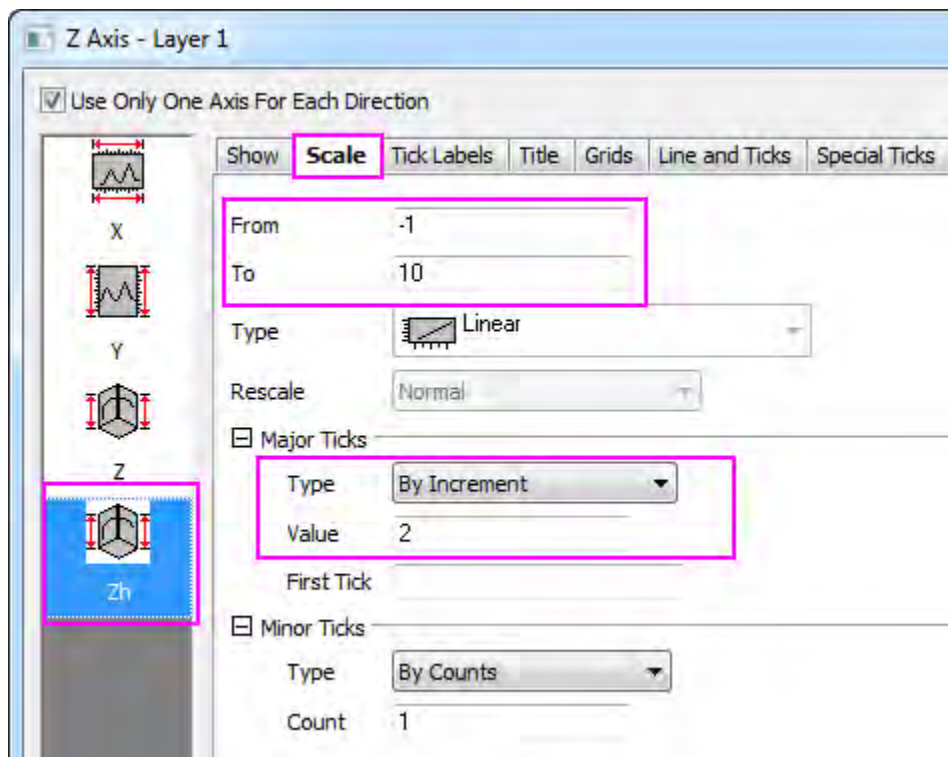 Z Axis - Layer 1
Use Only One Axis For Each Direction
Show Scale Tick Labels Title Grids Line and Ticks Special Ticks
X
Y
Z
Zh
From -1
To 10
Type Linear
Rescale Normal
Major Ticks
Type By Increment
Value 2
First Tick
Minor Ticks
Type By Counts
Count 1